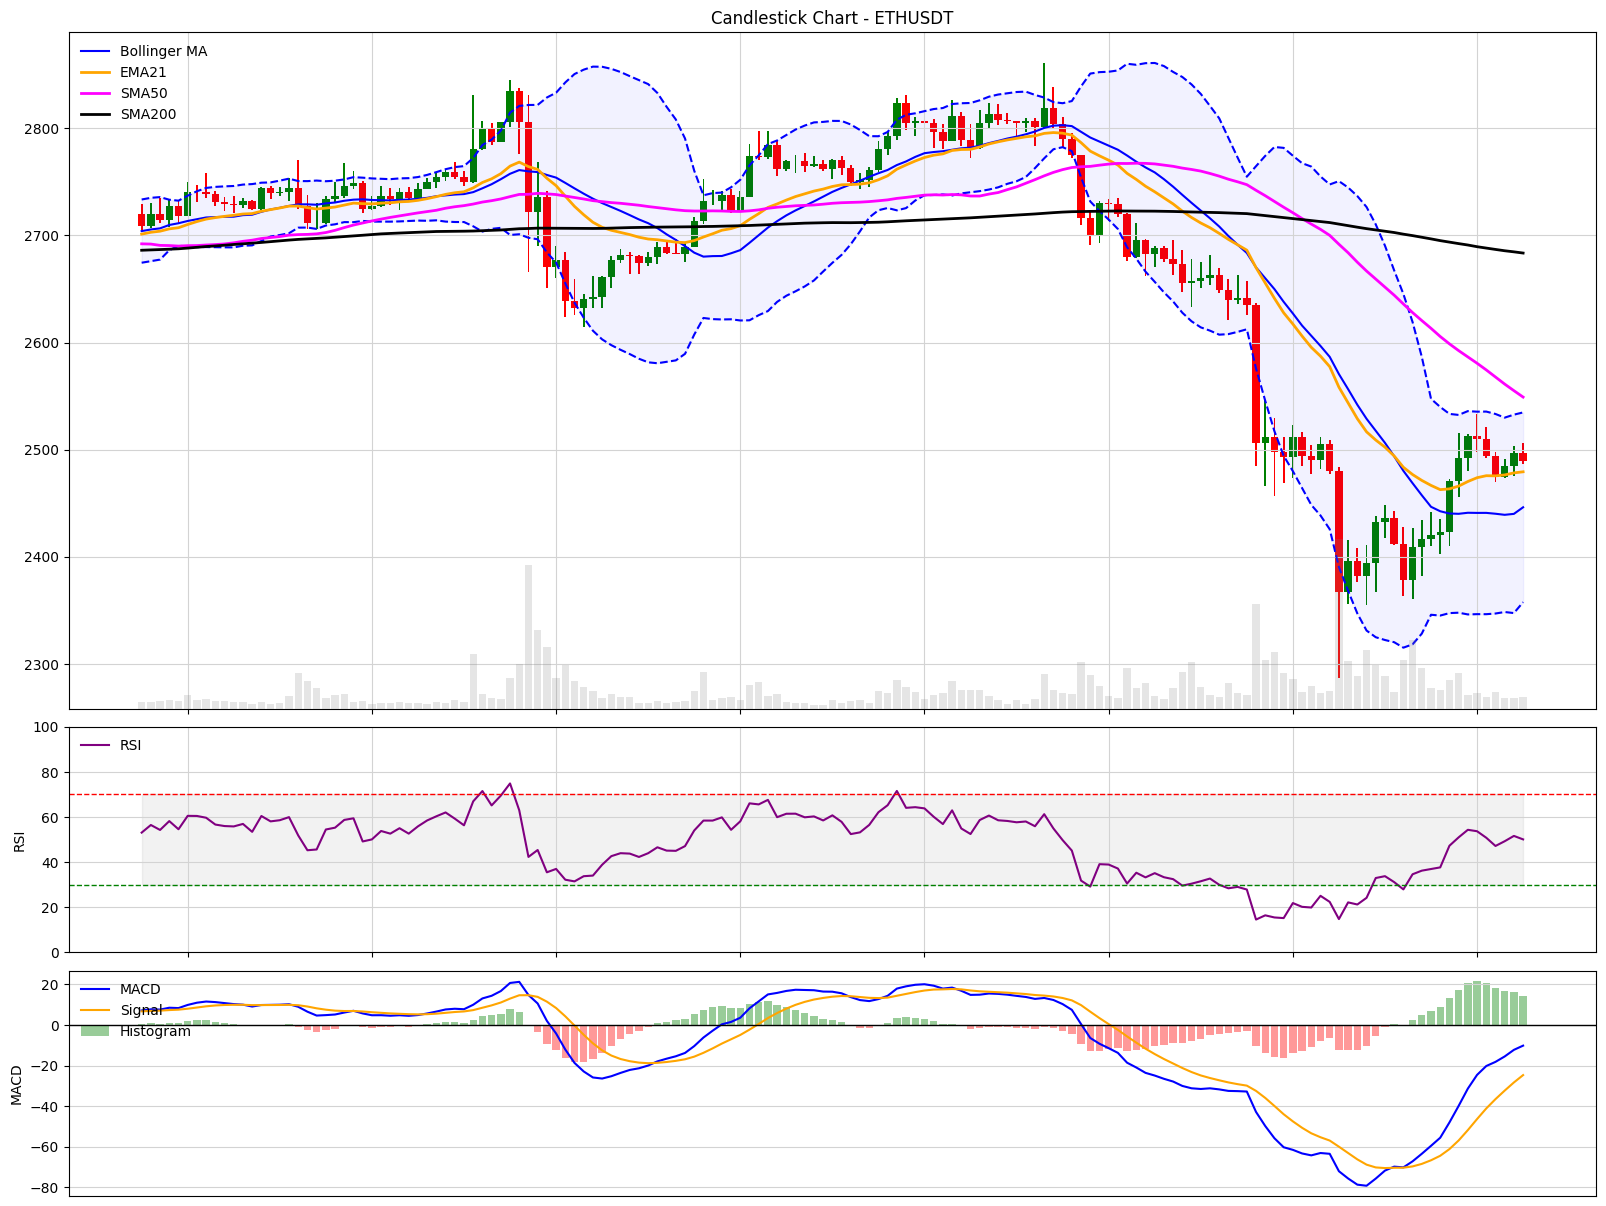 Candlestick Chart - ETHUSDT
Bollinger MA
EMA21
SMA50
SMA200
2800
2700
2600
2500
2400
2300
RSI
100
80
60
40
20
0
RSI
MACD
Signal
Histogram
20
0
−20
−40
−60
−80
MACD